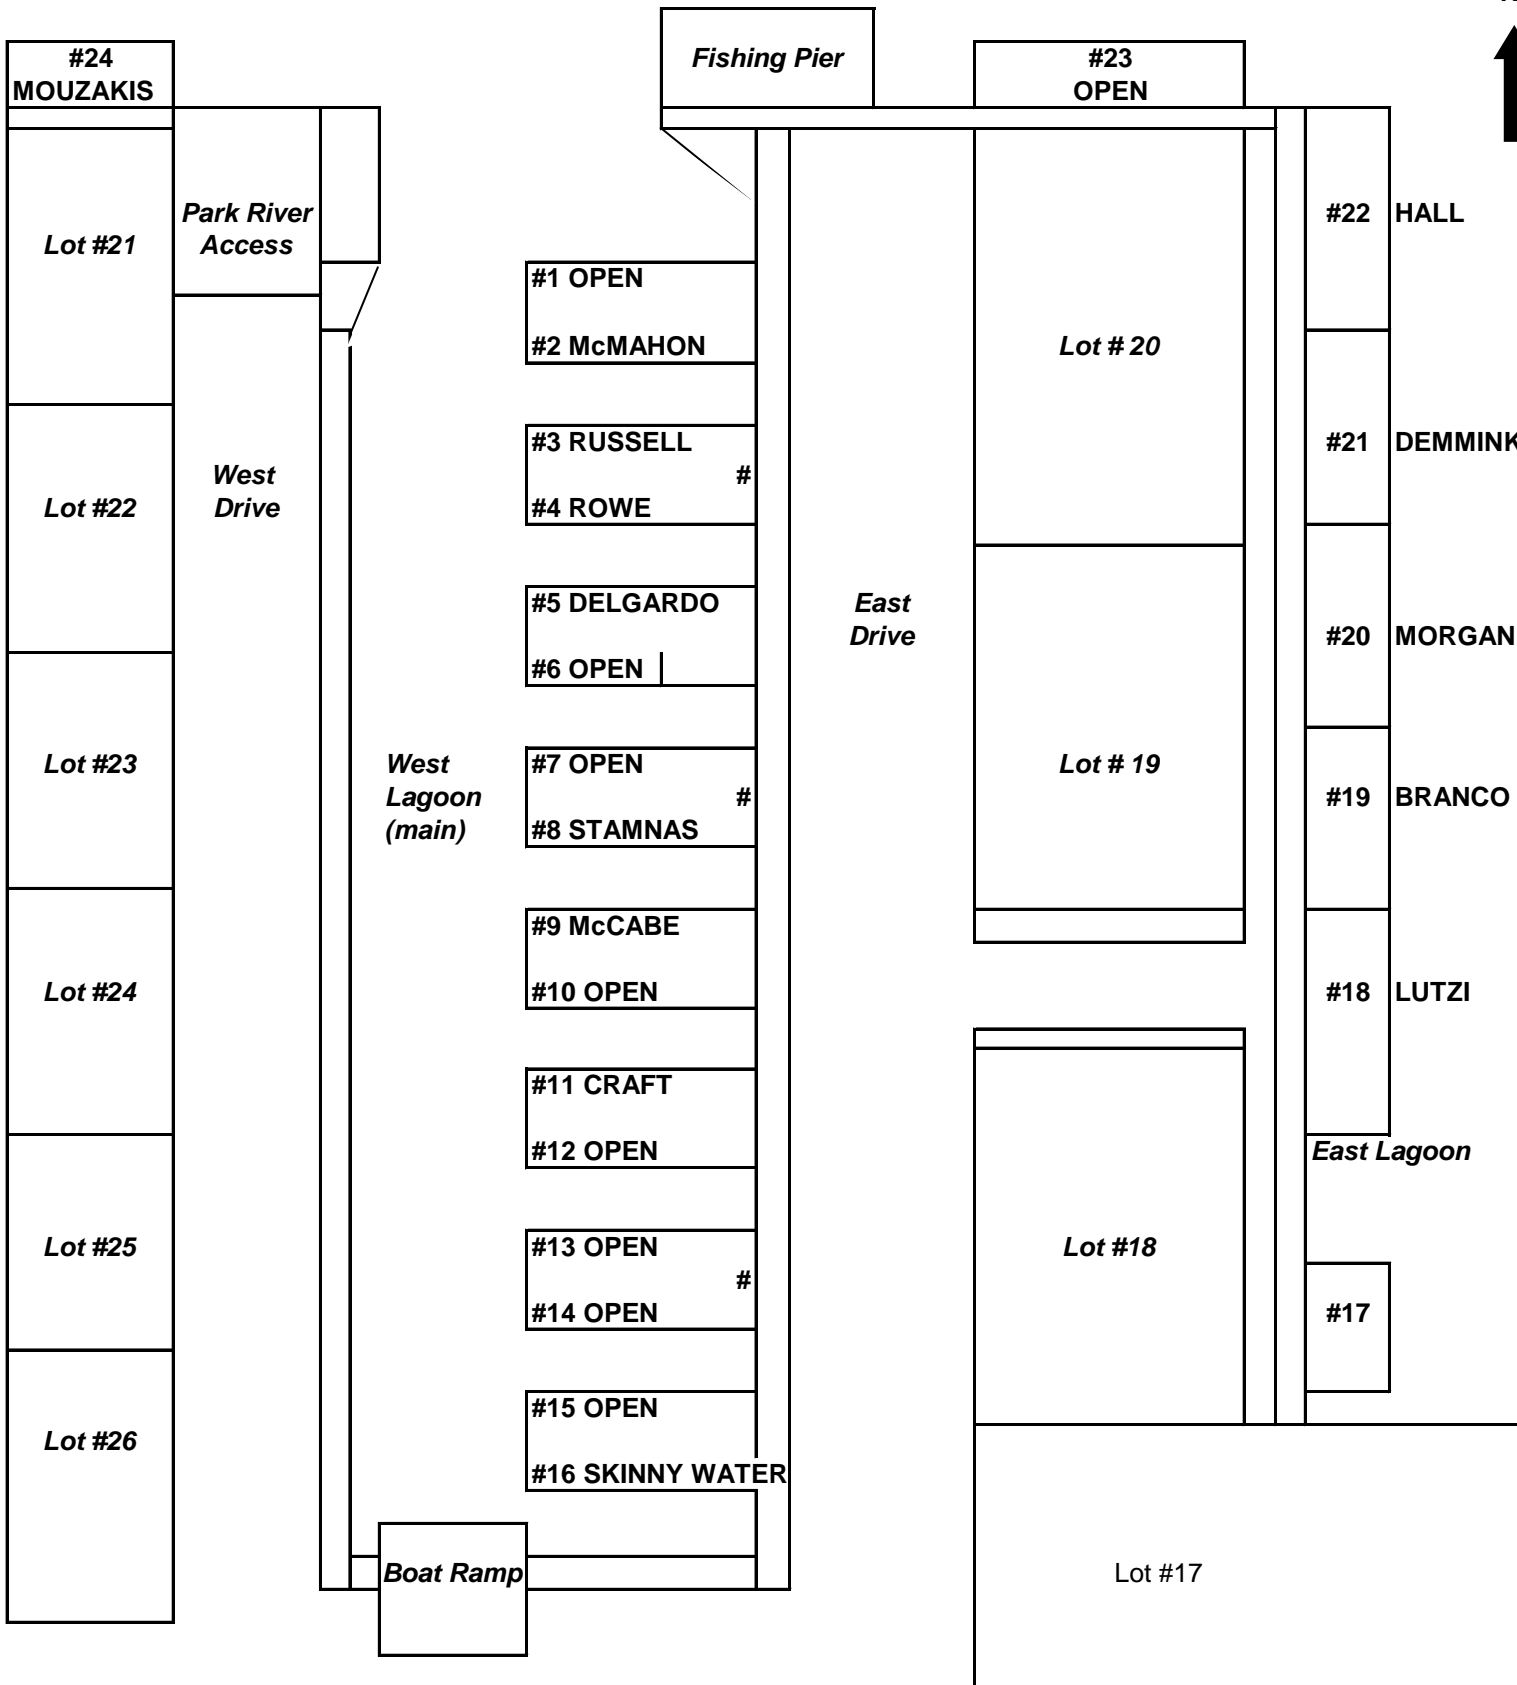 #24
MOUZAKIS
Fishing Pier
#23
OPEN
Lot #21
Park River
Access
#22 HALL
#1 OPEN
#2 McMAHON
Lot # 20
#3 RUSSELL
#
#4 ROWE
#21 DEMMINK
Lot #22
West
Drive
#5 DELGARDO
#6 OPEN
East
Drive
#20 MORGAN
Lot #23
West
Lagoon
(main)
#7 OPEN
#
#8 STAMNAS
Lot # 19
#19 BRANCO
#9 McCABE
#10 OPEN
Lot #24
#18 LUTZI
#11 CRAFT
#12 OPEN
East Lagoon
Lot #25
#13 OPEN
#
#14 OPEN
Lot #18
#17
#15 OPEN
#16 SKINNY WATER
Lot #26
Boat Ramp
Lot #17